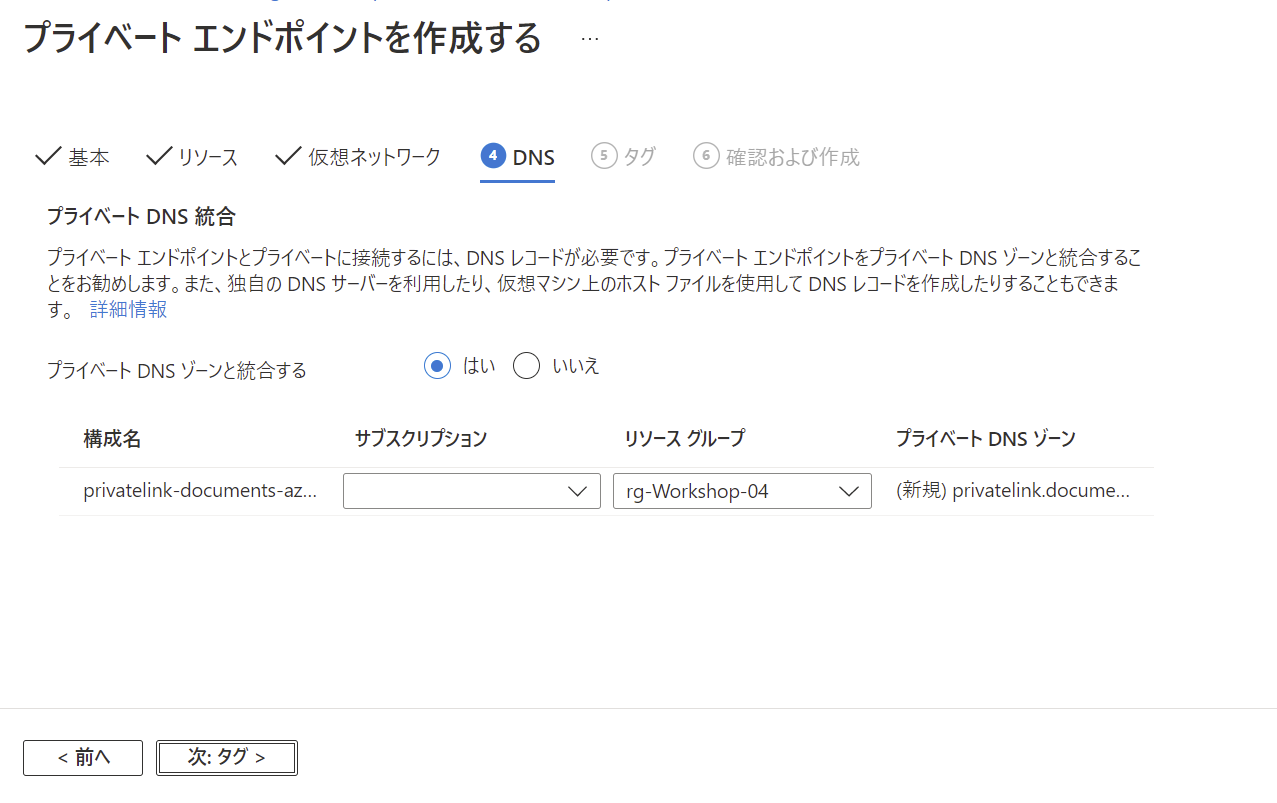 プライベート エンドポイントを作成する ...
基本 リソース 仮想ネットワーク 4 DNS 5 タグ 6 確認および作成
プライベート DNS 統合
プライベート エンドポイントとプライベートに接続するには、DNS レコードが必要です。プライベート エンドポイントをプライベート DNS ゾーンと統合するこ
とをお勧めします。また、独自の DNS サーバーを利用したり、仮想マシン上のホスト ファイルを使用して DNS レコードを作成したりすることもできま
す。 詳細情報
プライベート DNS ゾーンと統合する はい いいえ
構成名 サブスクリプション リソース グループ プライベート DNS ゾーン
privatelink-documents-az... rg-Workshop-04 (新規) privatelink.docume...
< 前へ 次: タグ >